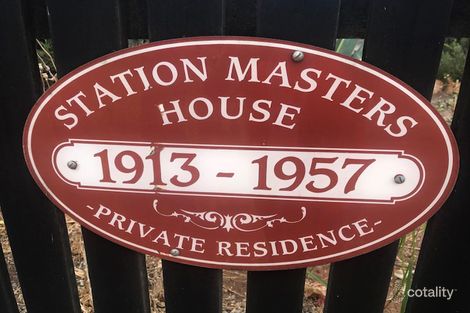 STATION MASTERS
HOUSE
1913 - 1957
-PRIVATE RESIDENCE-
cotality